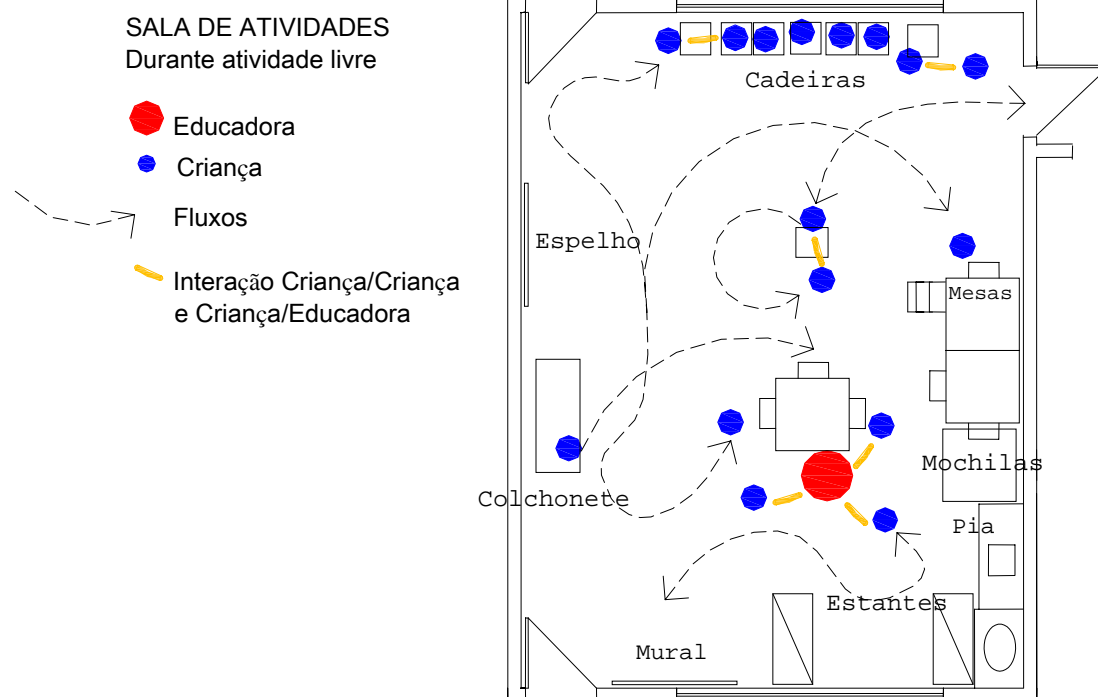 SALA DE ATIVIDADES
Durante atividade livre
Educadora
Criança
Fluxos
Interação Criança/Criança
e Criança/Educadora
Cadeiras
Espelho
Mesas
Mochilas
Colchonete
Pia
Estantes
Mural